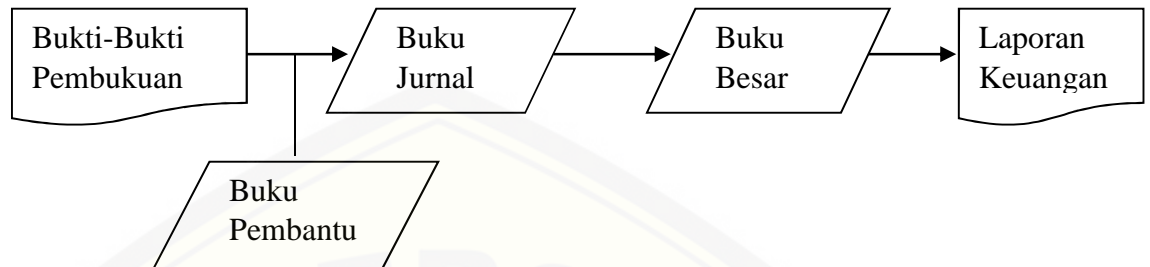 Bukti-Bukti
Pembukuan
Buku
Jurnal
Buku
Besar
Laporan
Keuangan
Buku
Pembantu